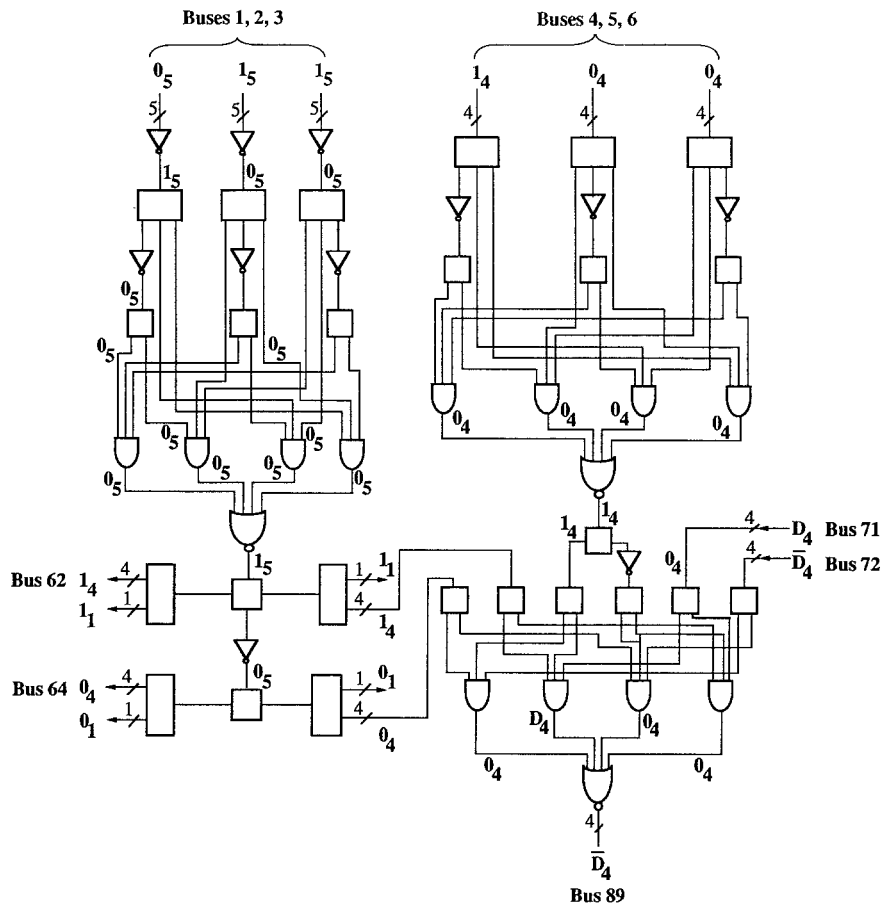 Buses 1, 2, 3 Buses 4, 5, 6
0₅ 1₅ 1₅ 1₄ 0₄ 0₄
5 5 5 4 4 4
1₅ 0₅ 0₅
0₅
0₅
0₅ 0₅ 0₅ 0₄ 0₄ 0₄ 0₄
0₅ 0₅ 0₅ 0₅
1₄ 1₄
1₅
4 D₄ Bus 71
0₄ 4 D̅₄ Bus 72
Bus 62 1₄ 4 1 1₁
1₁ 1 4 1₄
0₅
Bus 64 0₄ 4 1 0₁
0₁ 1 4 0₄
D₄ 0₄
0₄ 0₄
4
D̅₄
Bus 89